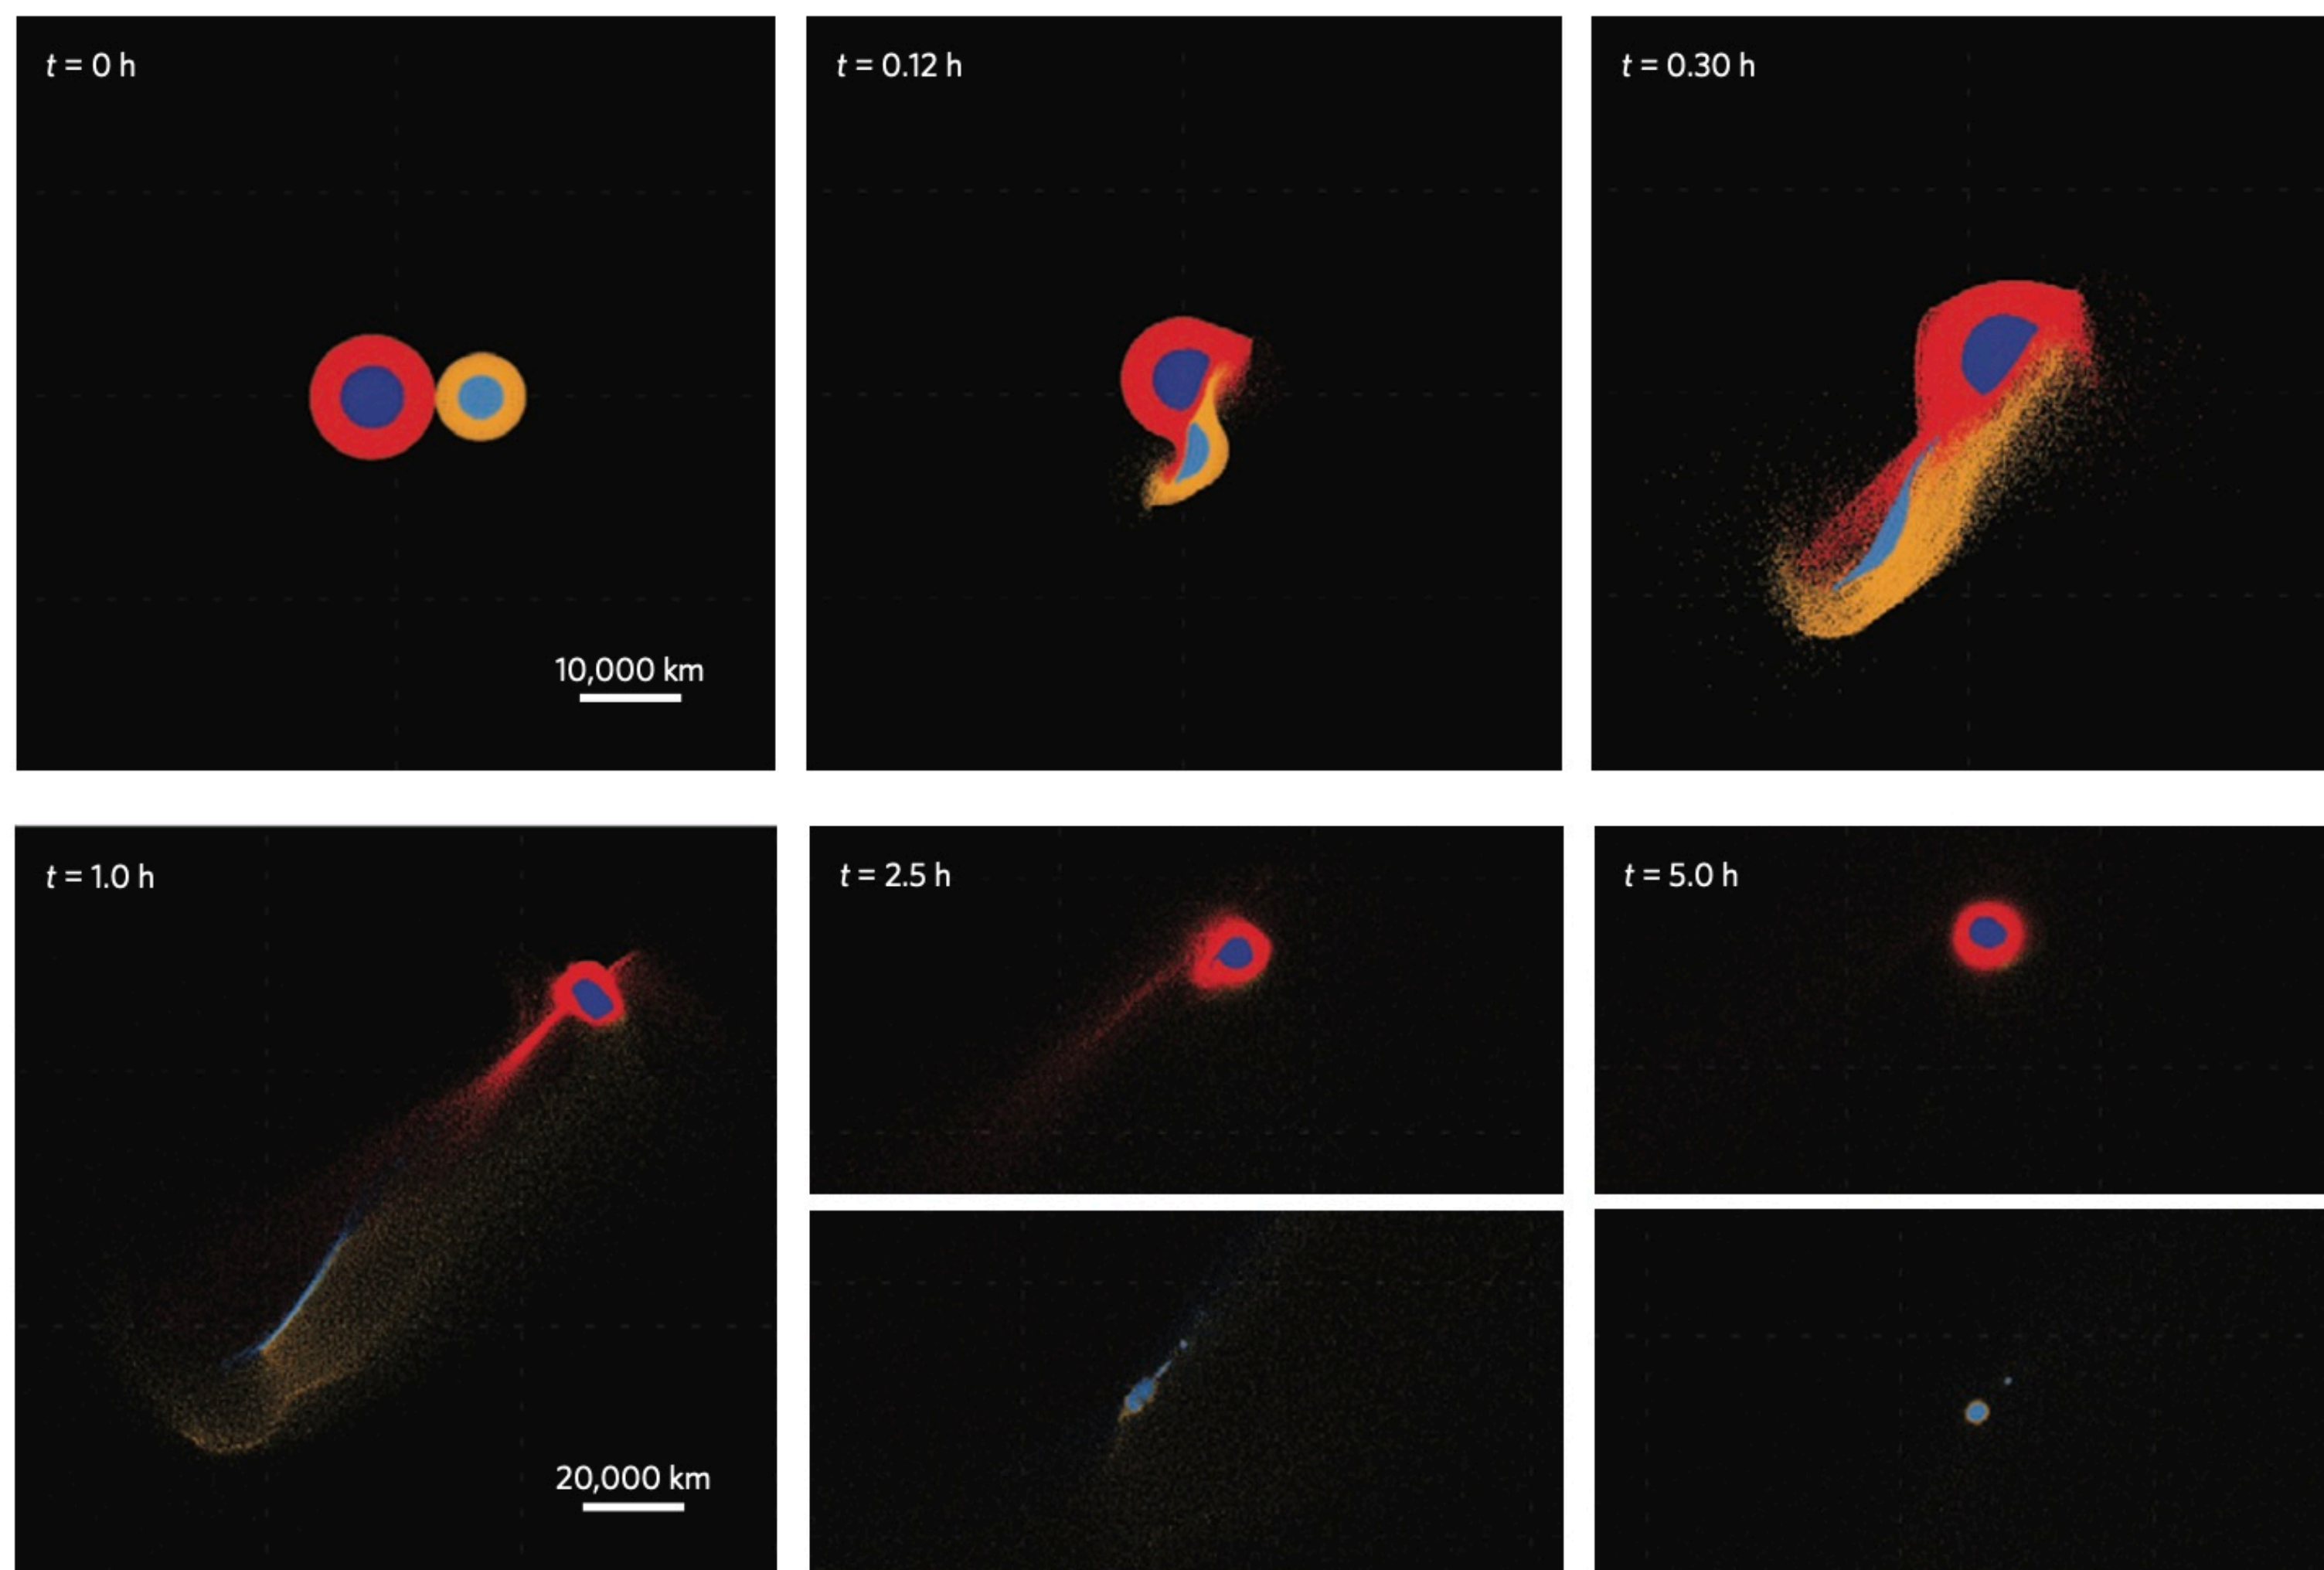 t = 0 h
t = 0.12 h
t = 0.30 h
10,000 km
t = 1.0 h
t = 2.5 h
t = 5.0 h
20,000 km